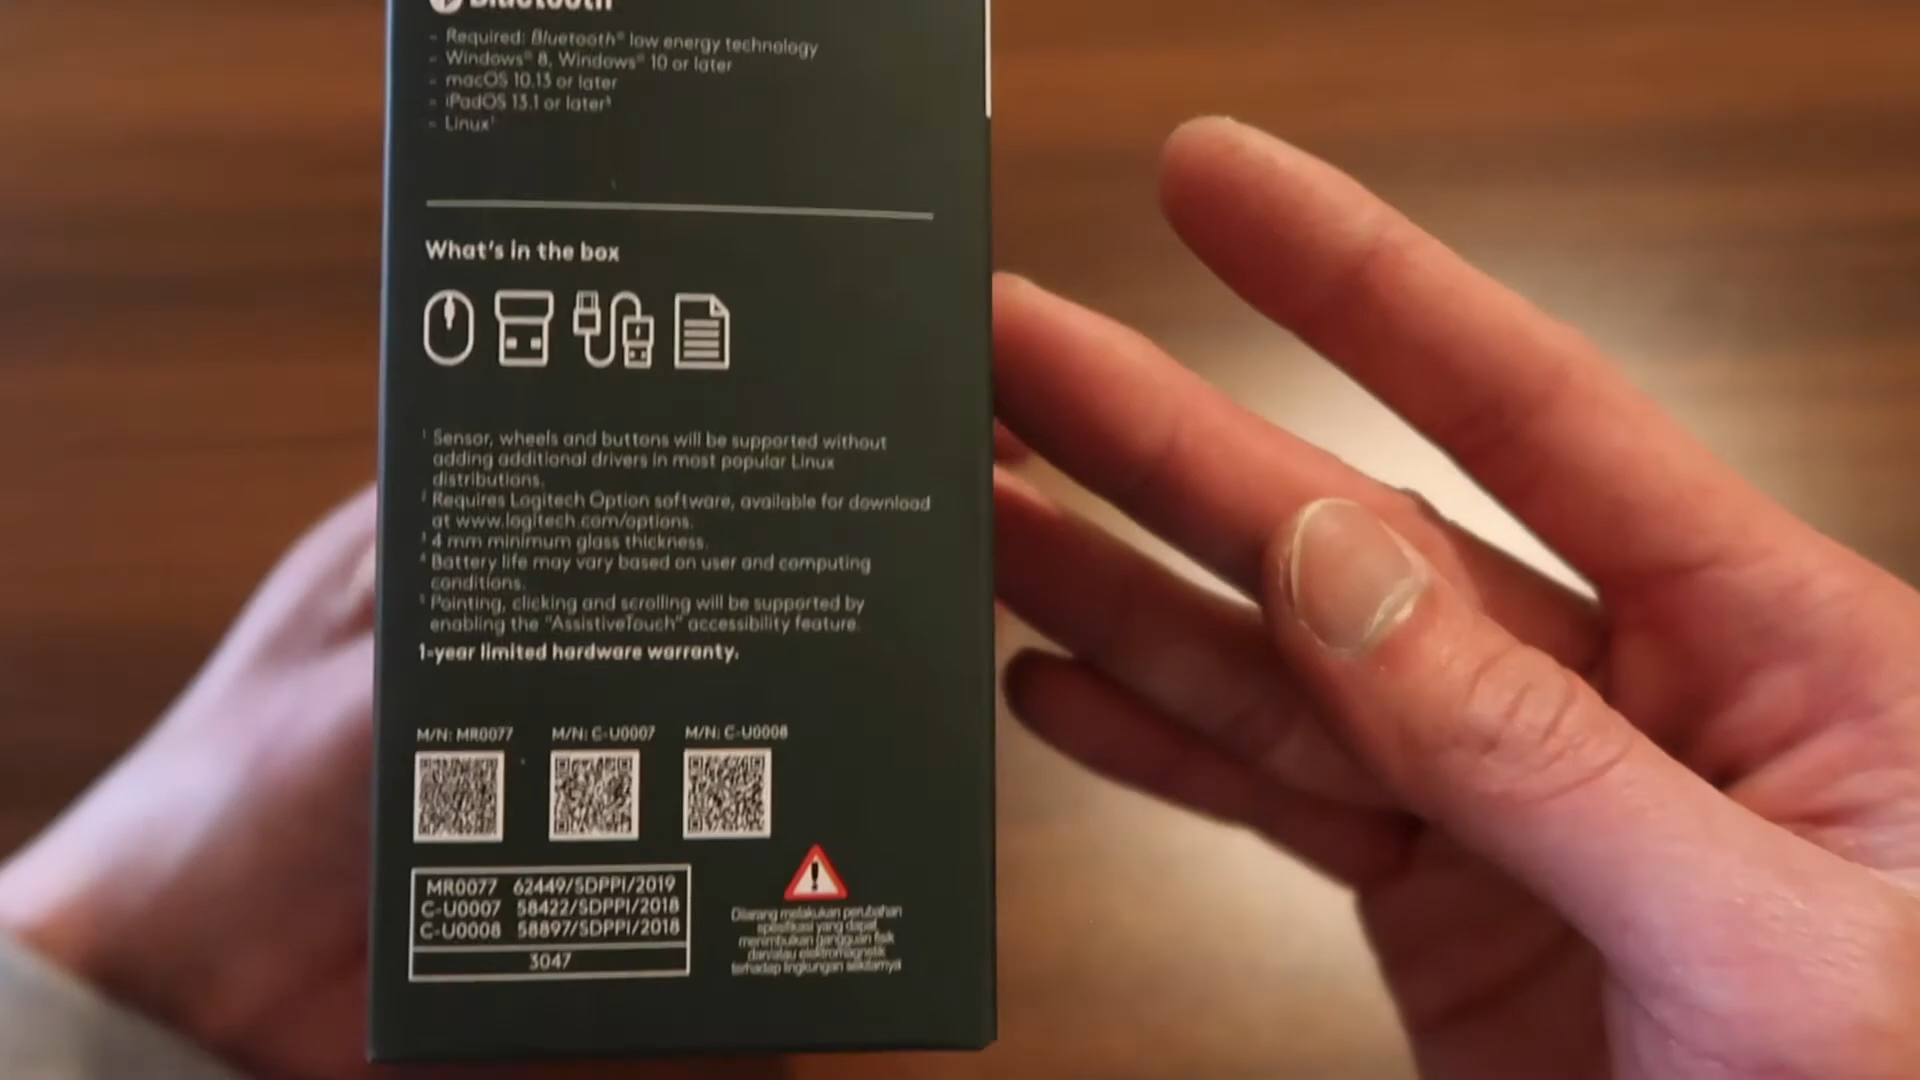 Bluetooth
- Required: Bluetooth® low energy technology
- Windows® 8, Windows® 10 or later
- macOS 10.13 or later
- iPadOS 13.1 or later⁵
- Linux¹
What's in the box
¹ Sensor, wheels and buttons will be supported without
adding additional drivers in most popular Linux
distributions.
² Requires Logitech Option software, available for download
at www.logitech.com/options.
³ 4 mm minimum glass thickness.
⁴ Battery life may vary based on user and computing
conditions.
⁵ Pointing, clicking and scrolling will be supported by
enabling the "AssistiveTouch" accessibility feature.
1-year limited hardware warranty.
M/N: MR0077 M/N: C-U0007 M/N: C-U0008
MR0077 62449/SDPPI/2019
C-U0007 58422/SDPPI/2018
C-U0008 58897/SDPPI/2018
3047
Dilarang melakukan perubahan
spesifikasi yang dapat
menimbulkan gangguan fisik
dan/atau elektromagnetik
terhadap lingkungan sekitarnya